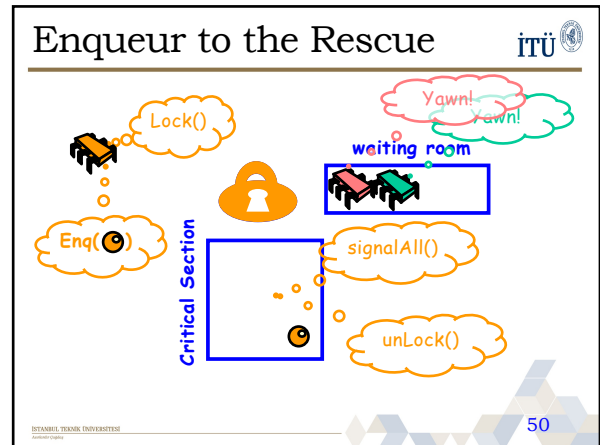 Enqueur to the Rescue
İTÜ
Yawn!
Yawn!
Lock()
waiting room
Enq( )
signalAll()
Critical Section
unLock()
İSTANBUL TEKNİK ÜNİVERSİTESİ
50